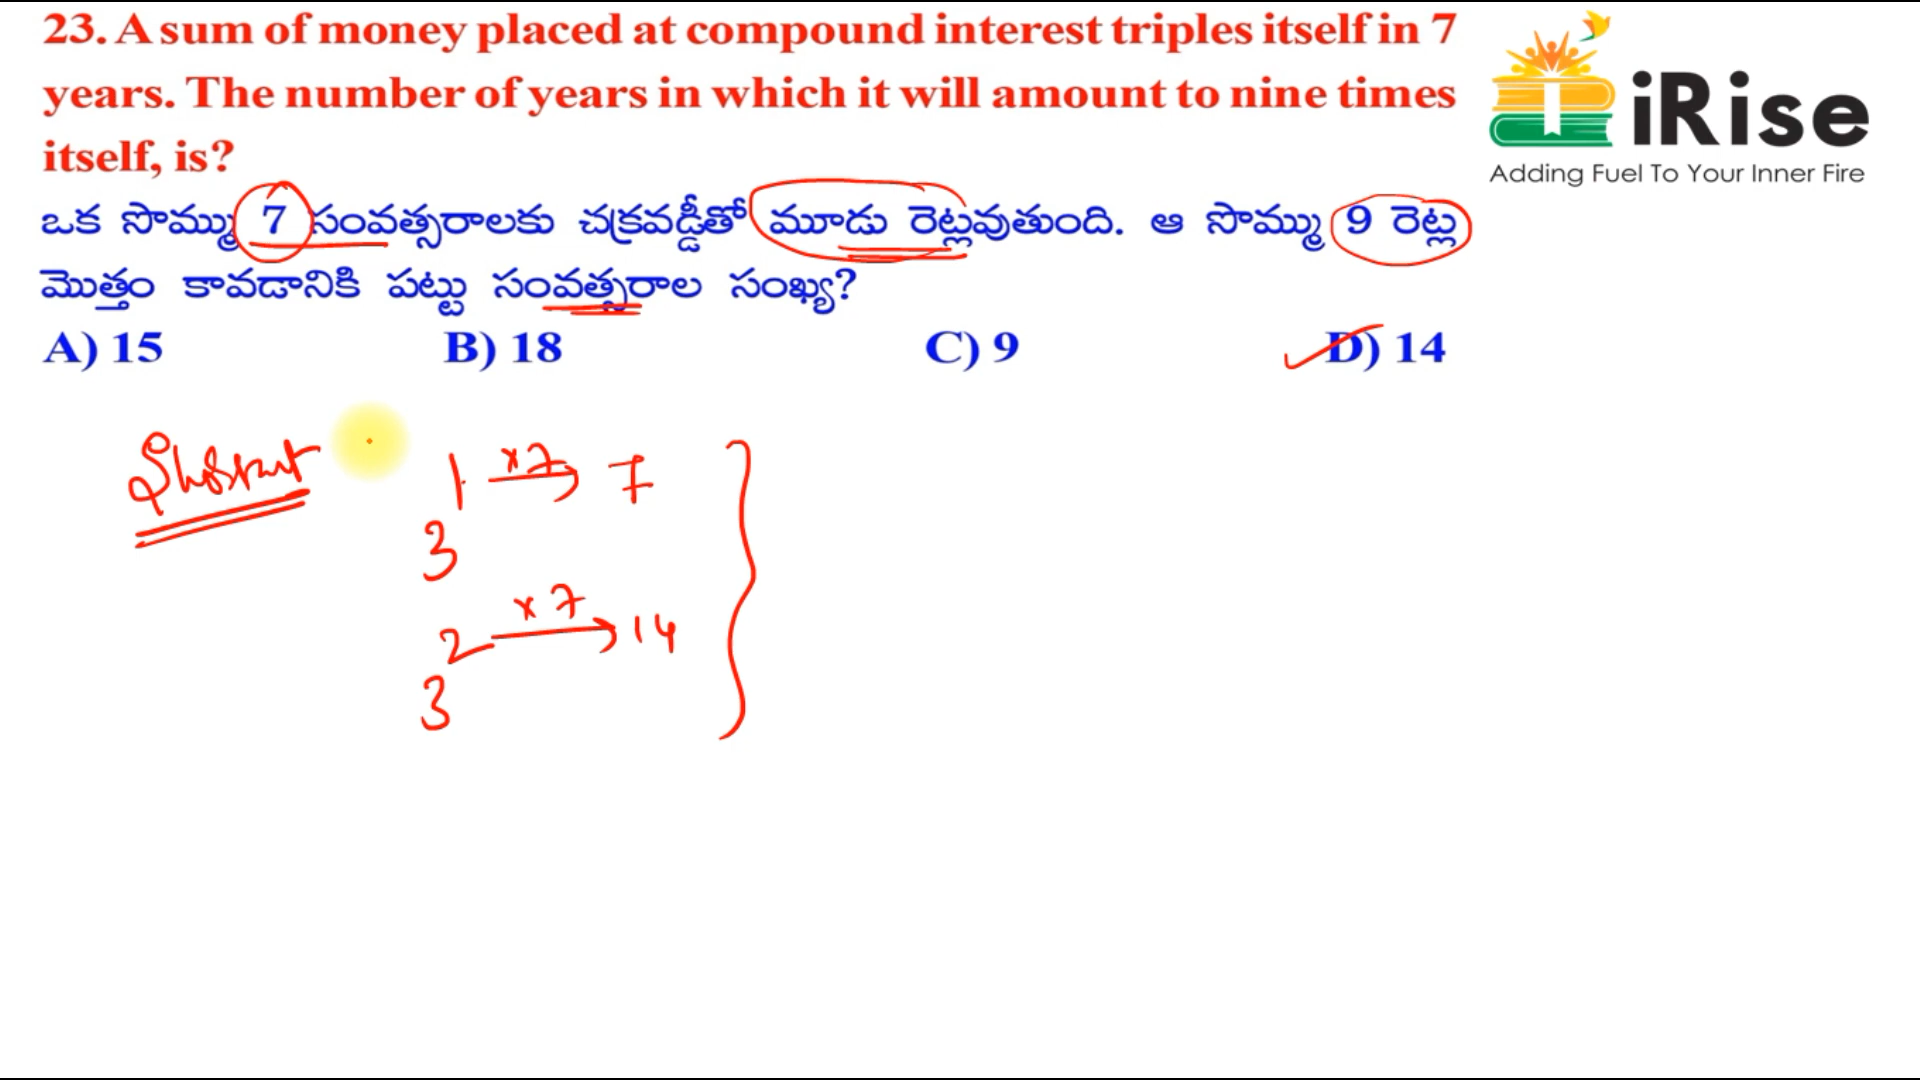 23. A sum of money placed at compound interest triples itself in 7
years. The number of years in which it will amount to nine times
itself, is?
ఒక సొమ్ము 7 సంవత్సరాలకు చక్రవడ్డీతో మూడు రెట్లవుతుంది. ఆ సొమ్ము 9 రెట్ల
మొత్తం కావడానికి పట్టు సంవత్సరాల సంఖ్య?
A) 15 B) 18 C) 9 D) 14
iRise
Adding Fuel To Your Inner Fire
Shortcut
1 x7 7
3
2 x7 14
3